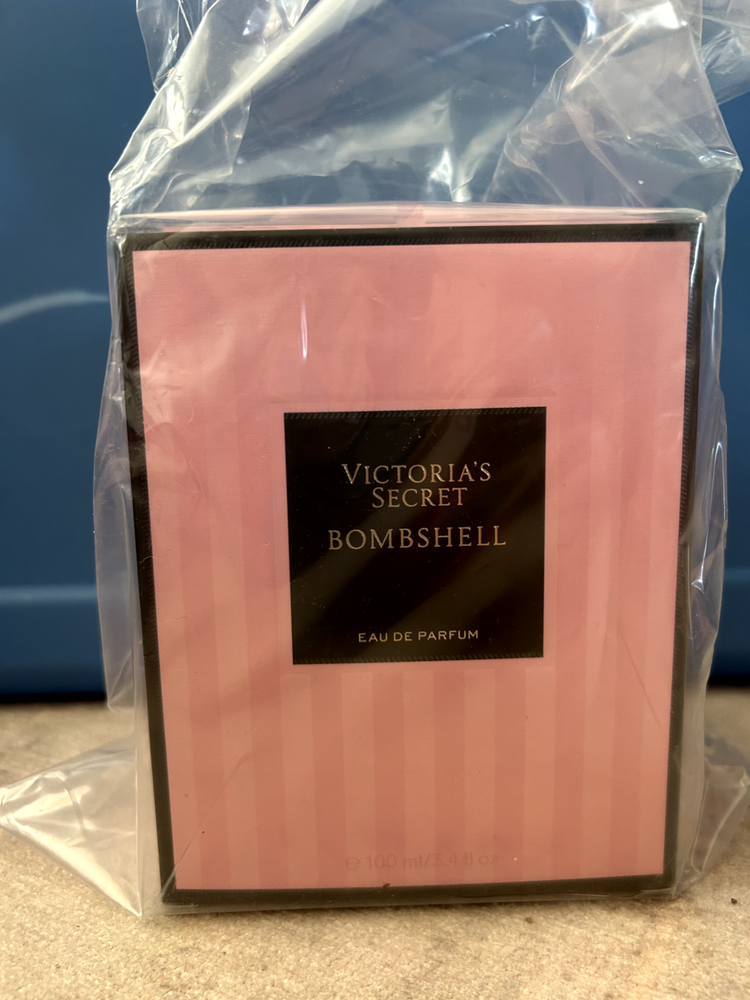 VICTORIA'S
SECRET
BOMBSHELL
EAU DE PARFUM
℮ 100 ml/3.4 fl oz